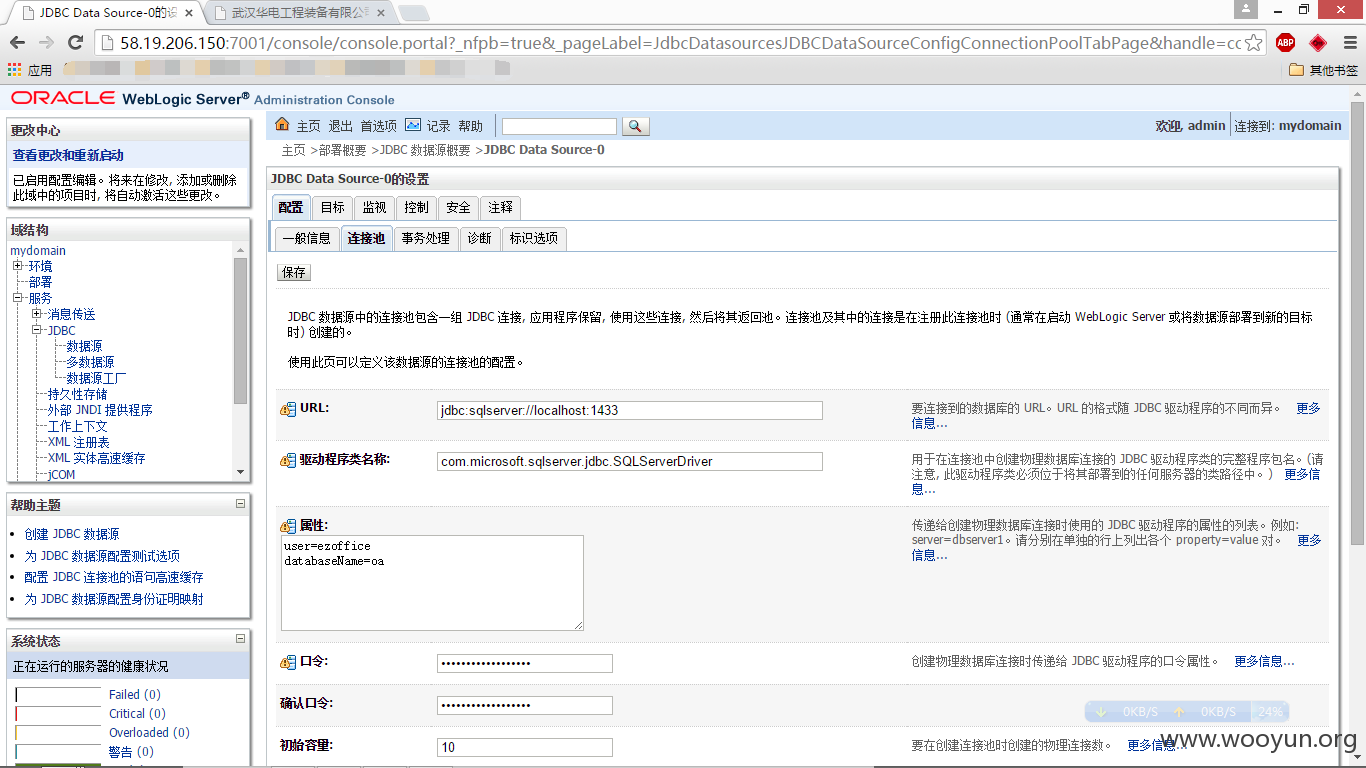 JDBC Data Source-0的设
武汉华电工程装备有限公
58.19.206.150:7001/console/console.portal?_nfpb=true&_pageLabel=JdbcDatasourcesJDBCDataSourceConfigConnectionPoolTabPage&handle=cc
ABP
应用
其他书签
ORACLE WebLogic Server® Administration Console
更改中心
查看更改和重新启动
已启用配置编辑。将来在修改, 添加或删除
此域中的项目时, 将自动激活这些更改。
域结构
mydomain
环境
部署
服务
消息传送
JDBC
数据源
多数据源
数据源工厂
持久性存储
外部 JNDI 提供程序
工作上下文
XML 注册表
XML 实体高速缓存
jCOM
帮助主题
创建 JDBC 数据源
为 JDBC 数据源配置测试选项
配置 JDBC 连接池的语句高速缓存
为 JDBC 数据源配置身份证明映射
系统状态
正在运行的服务器的健康状况
Failed (0)
Critical (0)
Overloaded (0)
警告 (0)
主页 退出 首选项 记录 帮助
欢迎, admin 连接到: mydomain
主页 >部署概要 >JDBC 数据源概要 >JDBC Data Source-0
JDBC Data Source-0的设置
配置 目标 监视 控制 安全 注释
一般信息 连接池 事务处理 诊断 标识选项
保存
JDBC 数据源中的连接池包含一组 JDBC 连接, 应用程序保留, 使用这些连接, 然后将其返回池。连接池及其中的连接是在注册此连接池时 (通常在启动 WebLogic Server 或将数据源部署到新的目标
时) 创建的。
使用此页可以定义该数据源的连接池的配置。
URL: jdbc:sqlserver://localhost:1433
要连接到的数据库的 URL。URL 的格式随 JDBC 驱动程序的不同而异。 更多
信息...
驱动程序类名称: com.microsoft.sqlserver.jdbc.SQLServerDriver
用于在连接池中创建物理数据库连接的 JDBC 驱动程序类的完整程序包名。(请
注意, 此驱动程序类必须位于将其部署到的任何服务器的类路径中。) 更多信
息...
属性:
user=ezoffice
databaseName=oa
传递给创建物理数据库连接时使用的 JDBC 驱动程序的属性的列表。例如:
server=dbserver1。请分别在单独的行上列出各个 property=value 对。 更多
信息...
口令: ••••••••••••••••••
创建物理数据库连接时传递给 JDBC 驱动程序的口令属性。 更多信息...
确认口令: ••••••••••••••••••
0KB/S 0KB/S 24%
初始容量: 10
要在创建连接池时创建的物理连接数。 更多信息...
www.wooyun.org